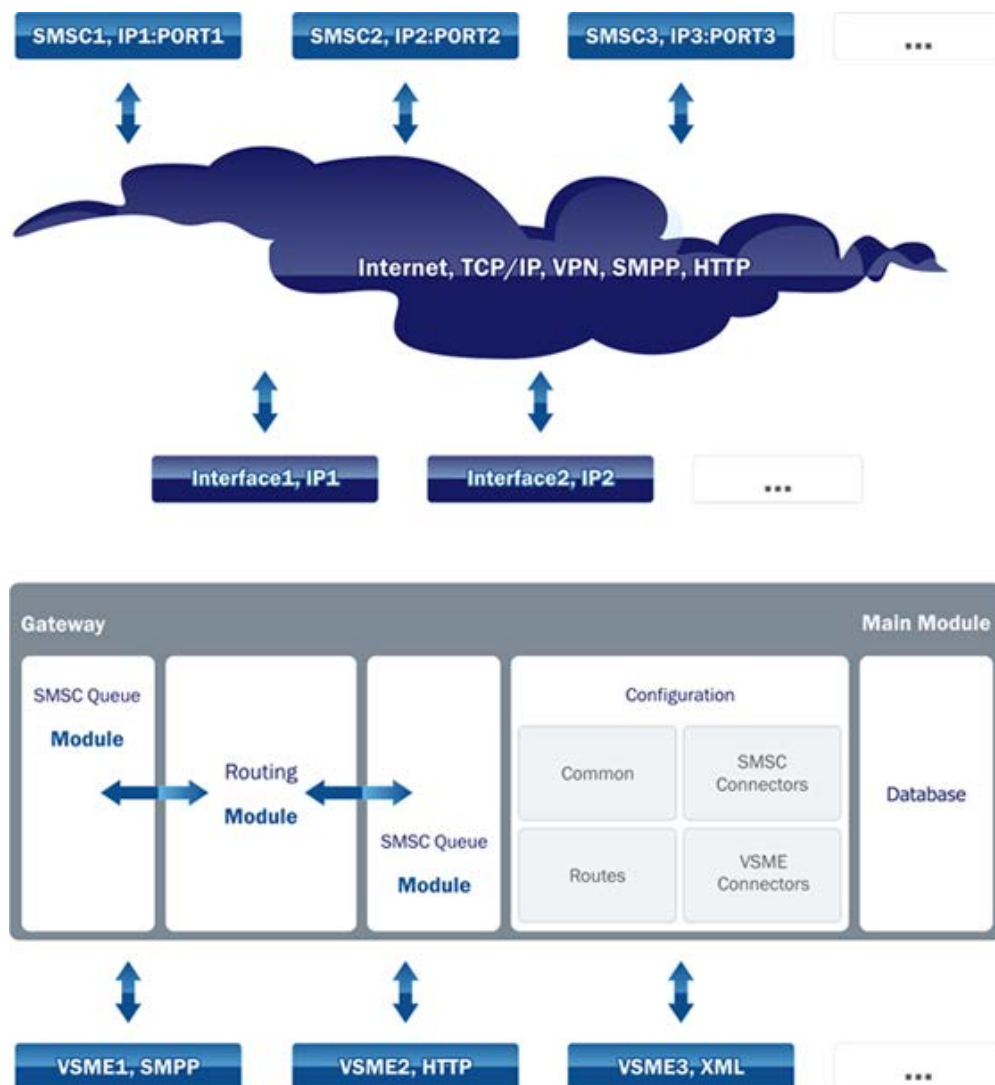 SMSC1, IP1:PORT1
SMSC2, IP2:PORT2
SMSC3, IP3:PORT3
...
Internet, TCP/IP, VPN, SMPP, HTTP
Interface1, IP1
Interface2, IP2
...
Gateway
Main Module
SMSC Queue
Module
Routing
Module
SMSC Queue
Module
Configuration
Common
SMSC
Connectors
Routes
VSME
Connectors
Database
VSME1, SMPP
VSME2, HTTP
VSME3, XML
...